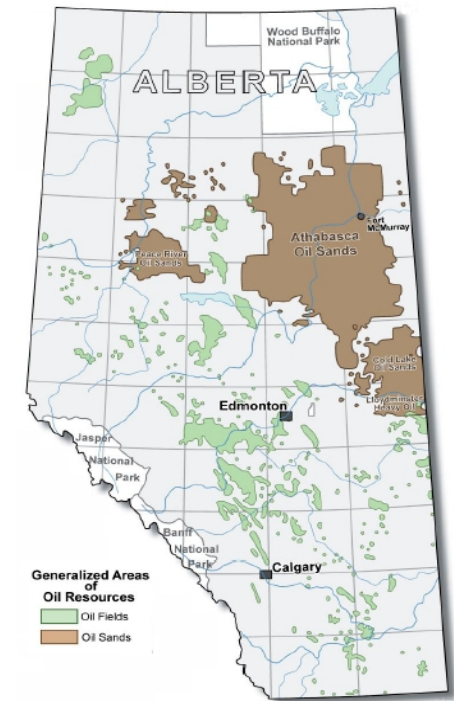 Wood Buffalo
National Park
ALBERTA
Fort
McMurray
Athabasca
Oil Sands
Peace River
Oil Sands
Cold Lake
Oil Sands
Lloydminster
Heavy Oil
Edmonton
Jasper
National
Park
Banff
National
Park
Calgary
Generalized Areas
of
Oil Resources
Oil Fields
Oil Sands